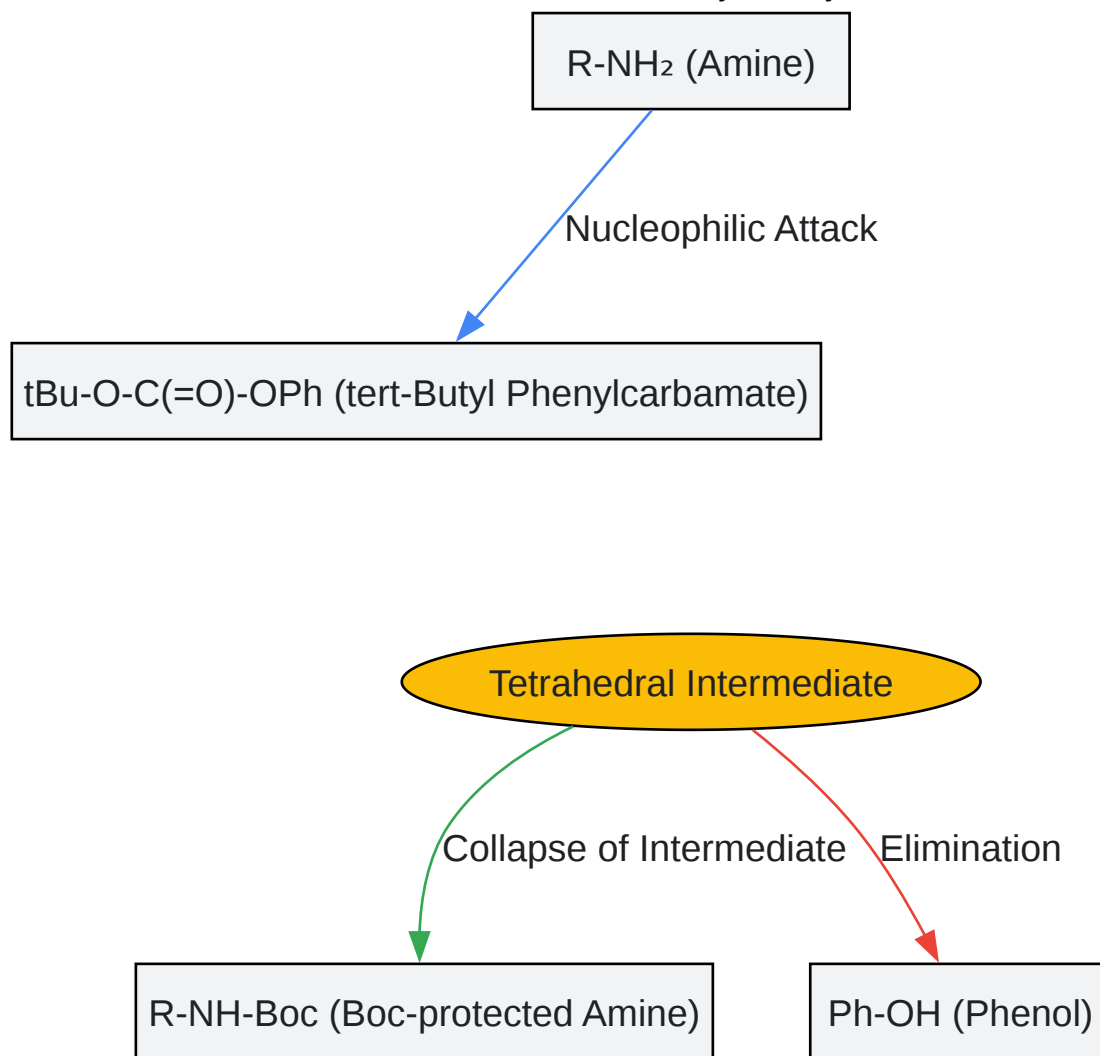 R-NH₂ (Amine)
Nucleophilic Attack
tBu-O-C(=O)-OPh (tert-Butyl Phenylcarbamate)
Tetrahedral Intermediate
Collapse of Intermediate
Elimination
R-NH-Boc (Boc-protected Amine)
Ph-OH (Phenol)